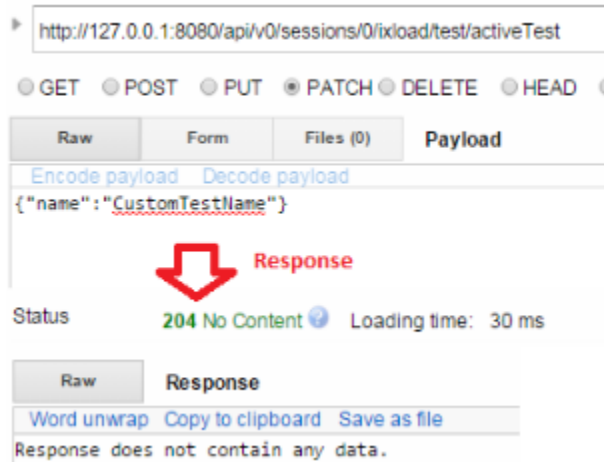 http://127.0.0.1:8080/api/v0/sessions/0/ixload/test/activeTest
GET POST PUT PATCH DELETE HEAD
Raw Form Files (0) Payload
Encode payload Decode payload
{"name":"CustomTestName"}
Response
Status 204 No Content Loading time: 30 ms
Raw Response
Word unwrap Copy to clipboard Save as file
Response does not contain any data.